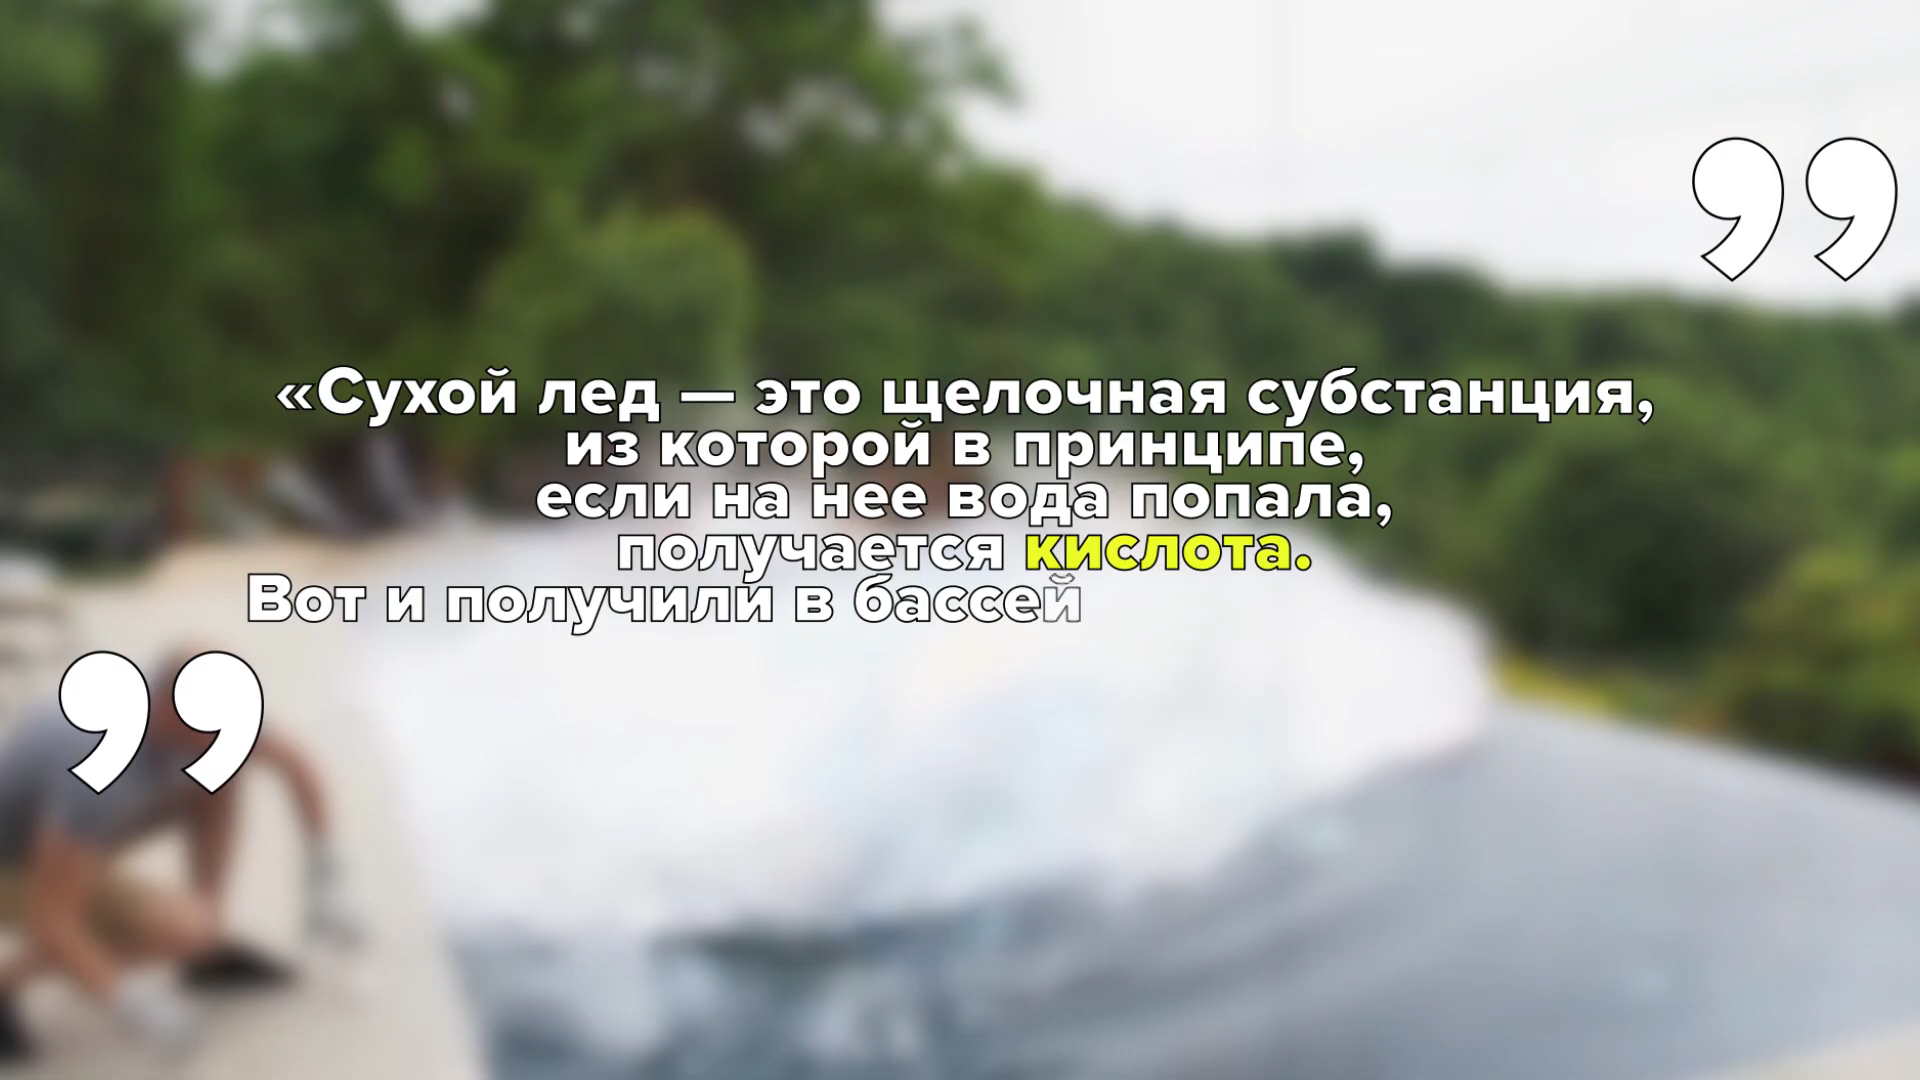 «Сухой лед — это щелочная субстанция,
из которой в принципе,
если на нее вода попала,
получается кислота.
Вот и получили в бассей